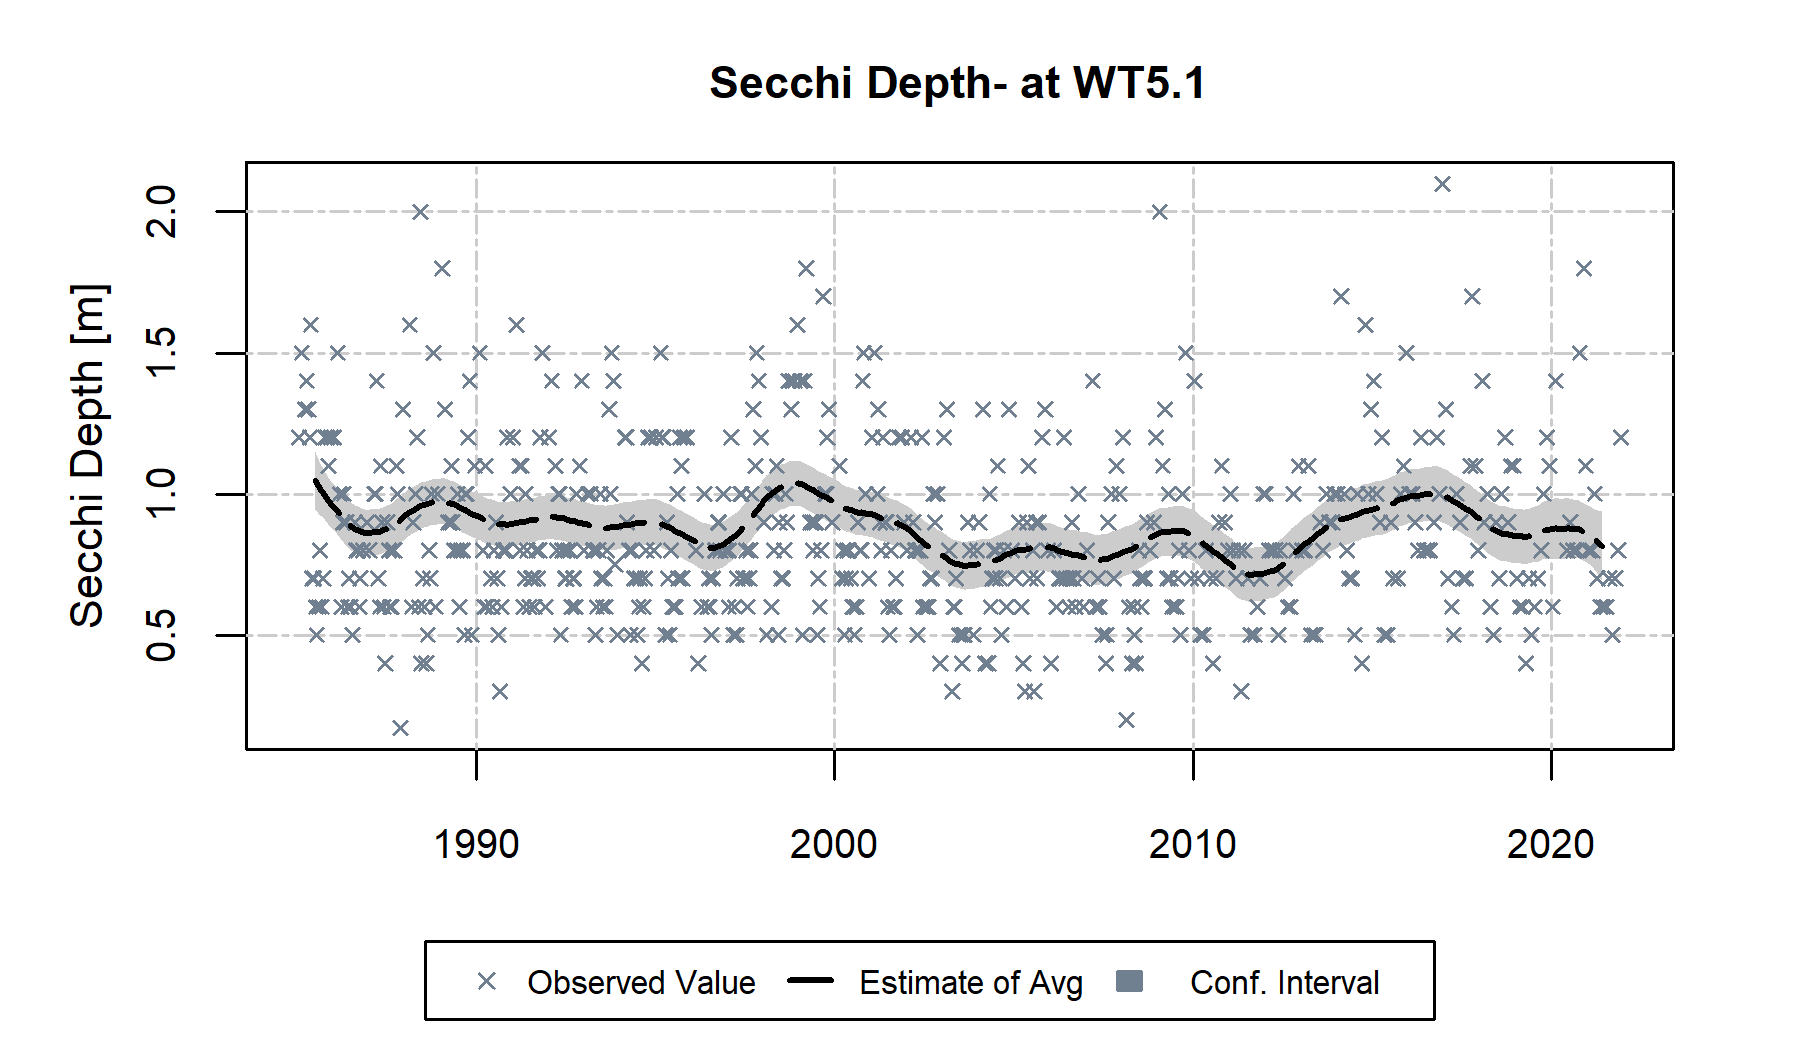 Secchi Depth- at WT5.1
Secchi Depth [m]
2.0
1.5
1.0
0.5
1990 2000 2010 2020
Observed Value Estimate of Avg Conf. Interval